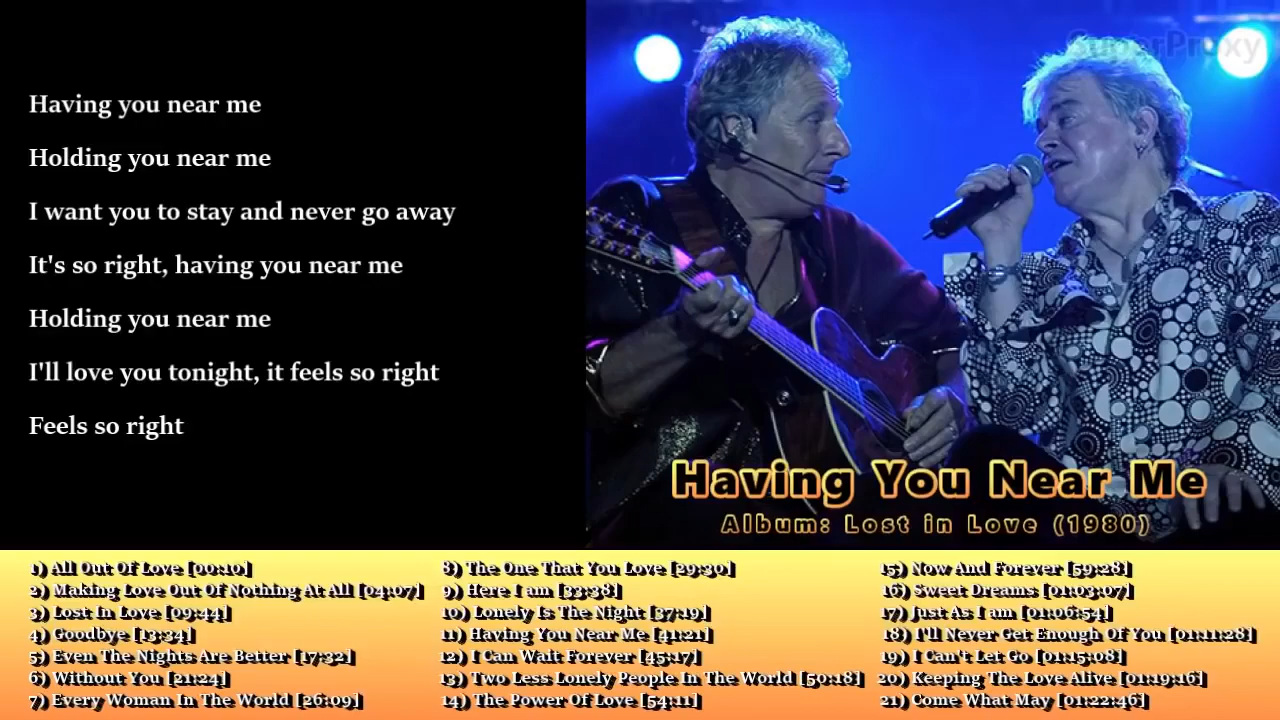 Having you near me
Holding you near me
I want you to stay and never go away
It's so right, having you near me
Holding you near me
I'll love you tonight, it feels so right
Feels so right
SuperProxy
Having You Near Me
Album: Lost in Love (1980)
1) All Out Of Love [00:10]
2) Making Love Out Of Nothing At All [04:07]
3) Lost In Love [09:44]
4) Goodbye [13:34]
5) Even The Nights Are Better [17:32]
6) Without You [21:24]
7) Every Woman In The World [26:09]
8) The One That You Love [29:30]
9) Here I am [33:38]
10) Lonely Is The Night [37:19]
11) Having You Near Me [41:21]
12) I Can Wait Forever [45:17]
13) Two Less Lonely People In The World [50:18]
14) The Power Of Love [54:11]
15) Now And Forever [59:28]
16) Sweet Dreams [01:03:07]
17) Just As I am [01:06:54]
18) I'll Never Get Enough Of You [01:11:28]
19) I Can't Let Go [01:15:08]
20) Keeping The Love Alive [01:19:16]
21) Come What May [01:22:46]